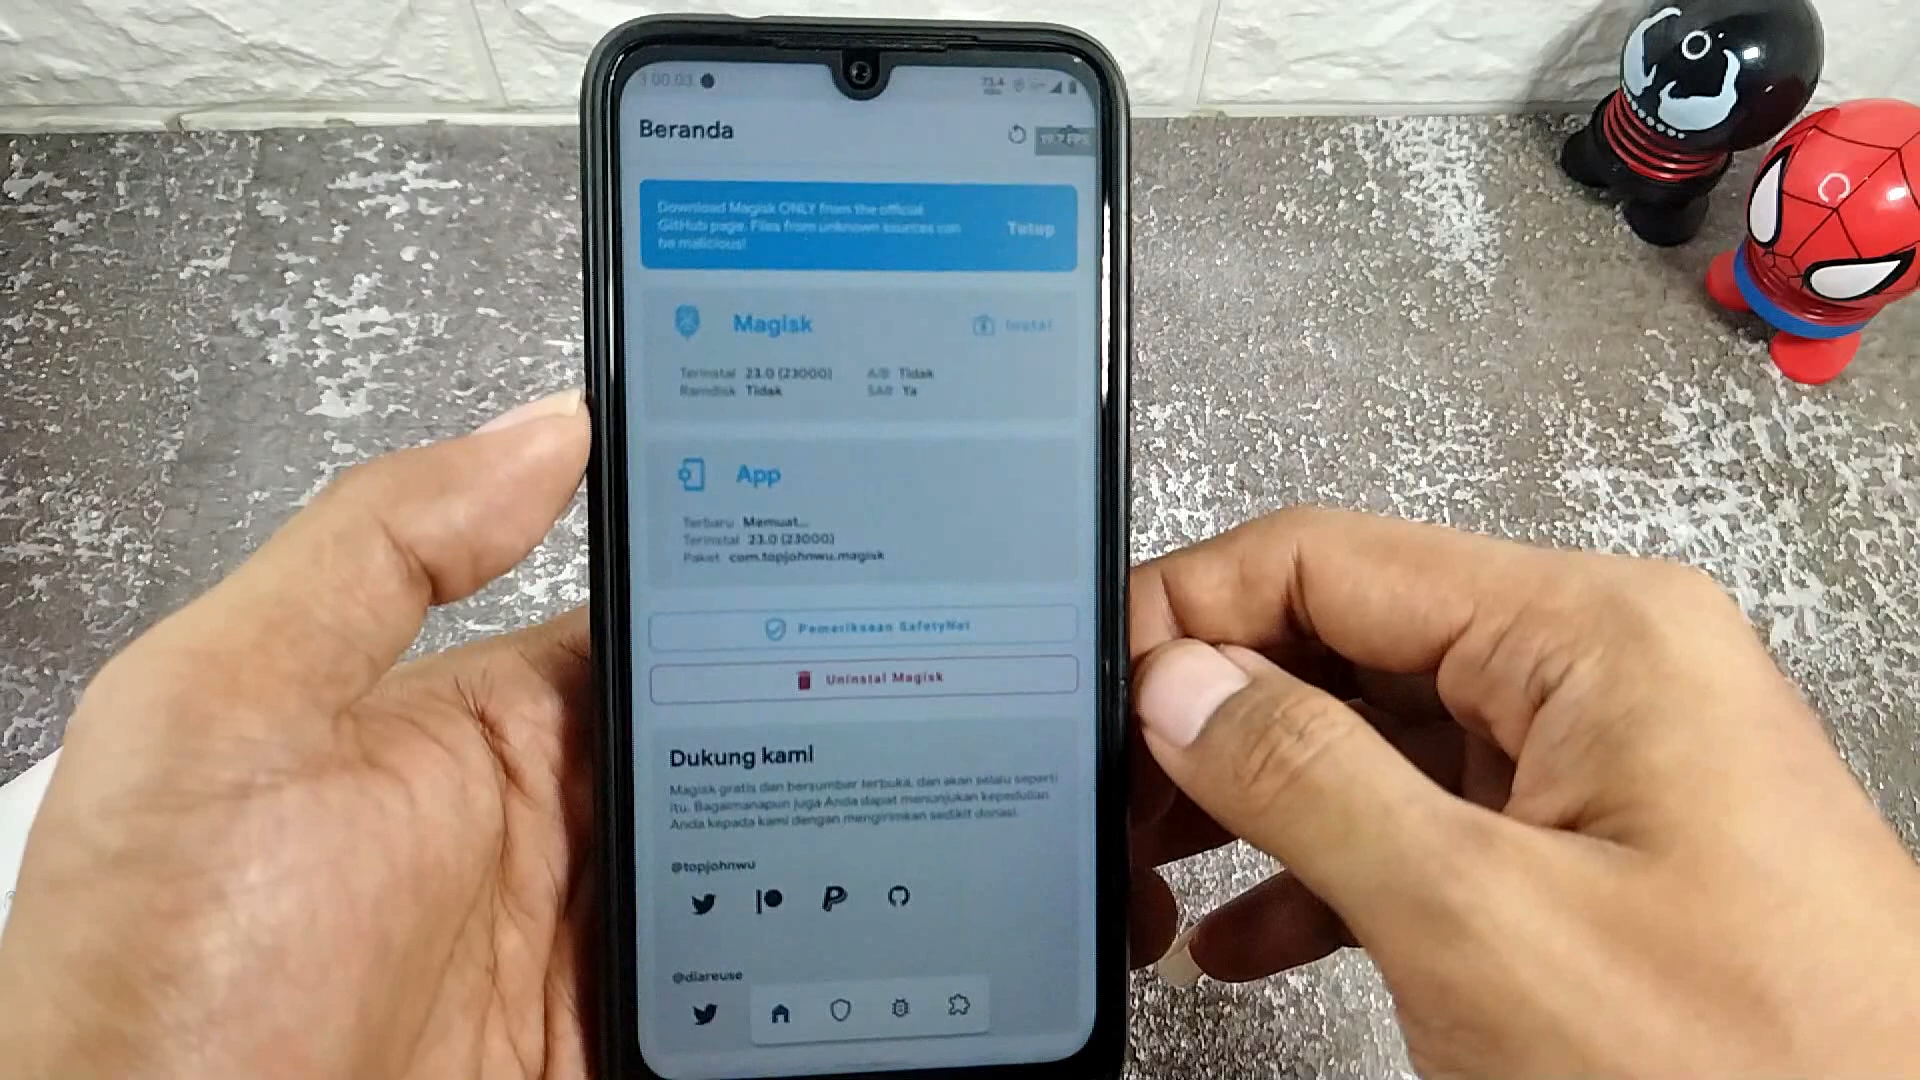 1:00:03
Beranda
Download Magisk ONLY from the official
GitHub page. Files from unknown sources can
be malicious!
Tutup
Magisk
Instal
Terinstal 23.0 (23000)
A/B Tidak
Ramdisk Tidak
SAR Ya
App
Terbaru Memuat...
Terinstal 23.0 (23000)
Paket com.topjohnwu.magisk
Pemeriksaan SafetyNet
Uninstal Magisk
Dukung kami
Magisk gratis dan bersumber terbuka, dan akan selalu seperti
itu. Bagaimanapun juga Anda dapat menunjukan kepedulian
Anda kepada kami dengan mengirimkan sedikit donasi.
@topjohnwu
@diareuse